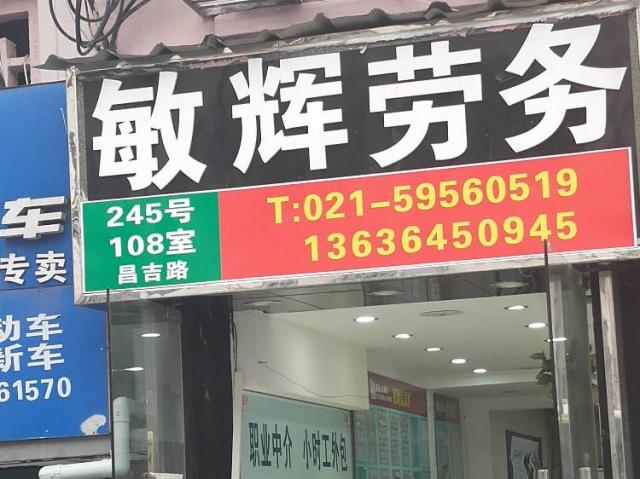 敏辉劳务
245号
108室
昌吉路
T:021-59560519
13636450945
车
专卖
动车
新车
61570
职业中介 小时工外包